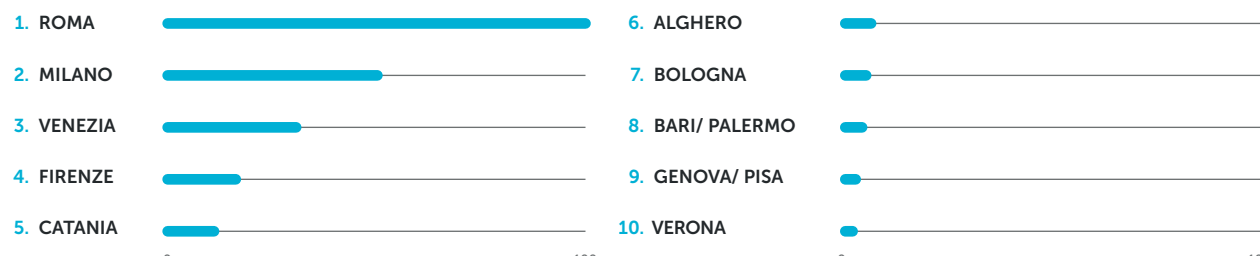 1. ROMA
2. MILANO
3. VENEZIA
4. FIRENZE
5. CATANIA
6. ALGHERO
7. BOLOGNA
8. BARI/ PALERMO
9. GENOVA/ PISA
10. VERONA